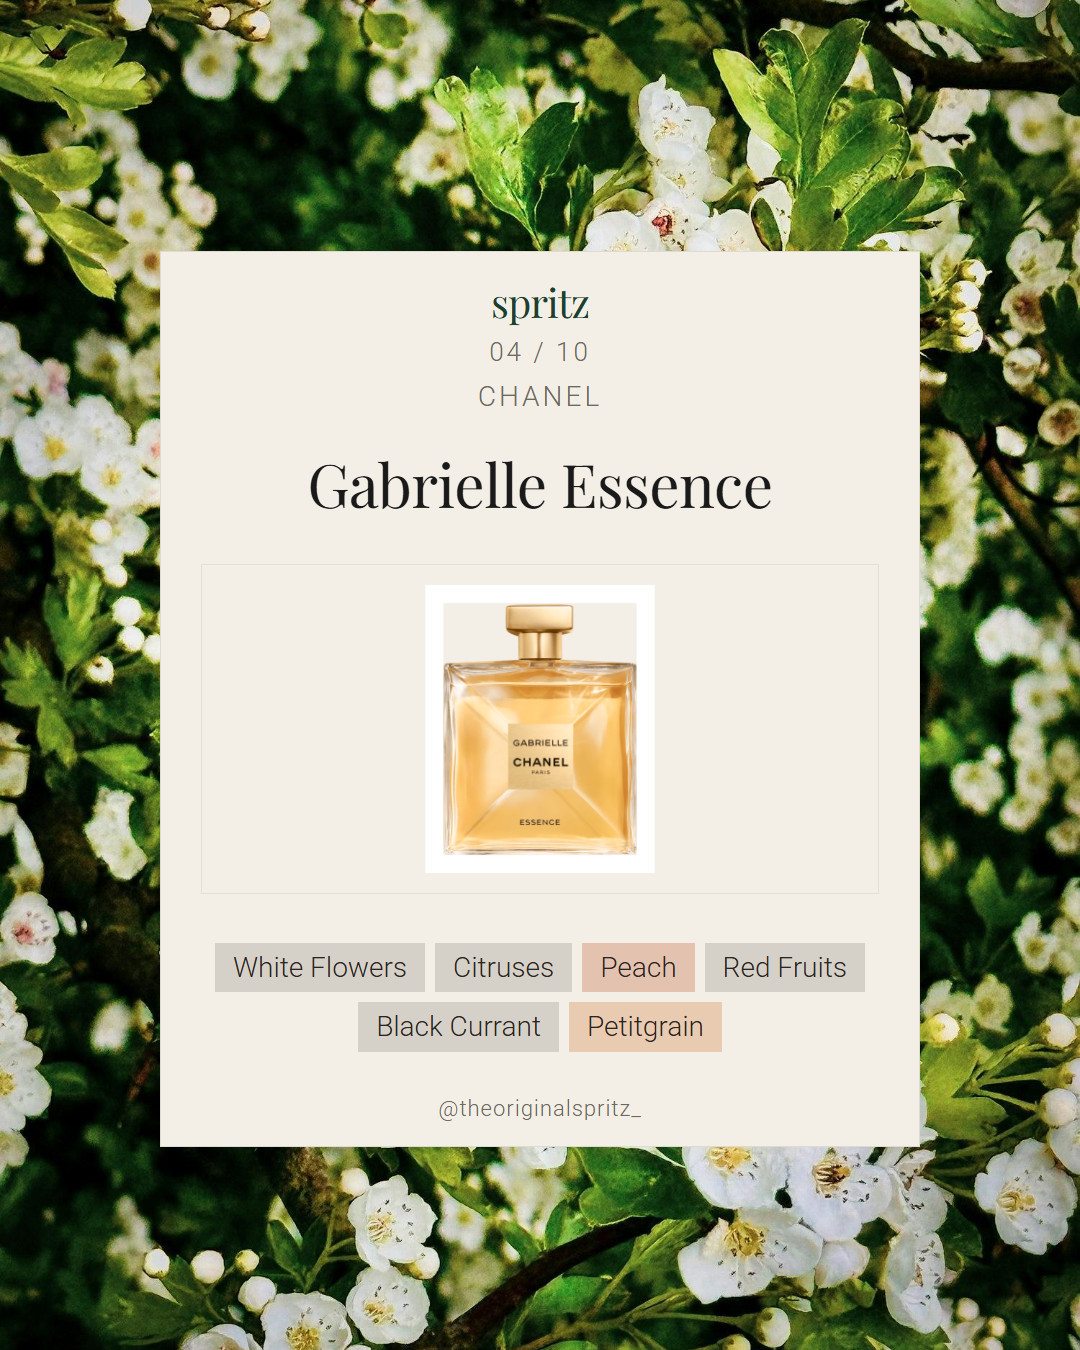 spritz
04 / 10
CHANEL
Gabrielle Essence
GABRIELLE
CHANEL
PARIS
ESSENCE
White Flowers Citruses Peach Red Fruits
Black Currant Petitgrain
@theoriginalspritz_